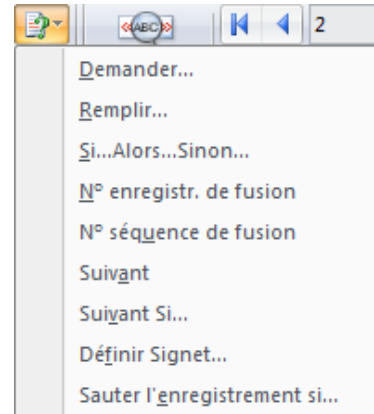 «ABC» 2
Demander...
Remplir...
Si...Alors...Sinon...
N° enregistr. de fusion
N° séquence de fusion
Suivant
Suivant Si...
Définir Signet...
Sauter l'enregistrement si...